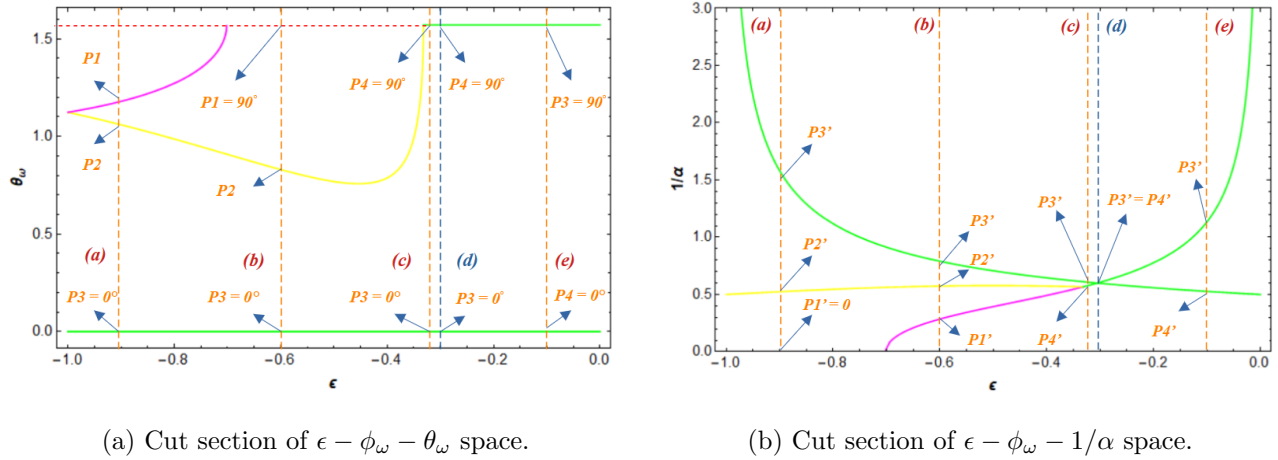 1.5
1.0
0.5
0.0
θω
-1.0
-0.8
-0.6
-0.4
-0.2
0.0
ϵ
P1
P2
P1 = 90°
P2
P4 = 90°
P4 = 90°
P3 = 90°
(a)
(b)
(c)
(d)
(e)
P3 = 0°
P3 = 0°
P3 = 0°
P3 = 0°
P4 = 0°
(a) Cut section of ϵ − ϕω − θω space.
3.0
2.5
2.0
1.5
1.0
0.5
0.0
1/α
-1.0
-0.8
-0.6
-0.4
-0.2
0.0
ϵ
(a)
(b)
(c)
(d)
(e)
P3’
P2’
P1’ = 0
P3’
P2’
P1’
P3’
P4’
P3’ = P4’
P3’
P4’
(b) Cut section of ϵ − ϕω − 1/α space.